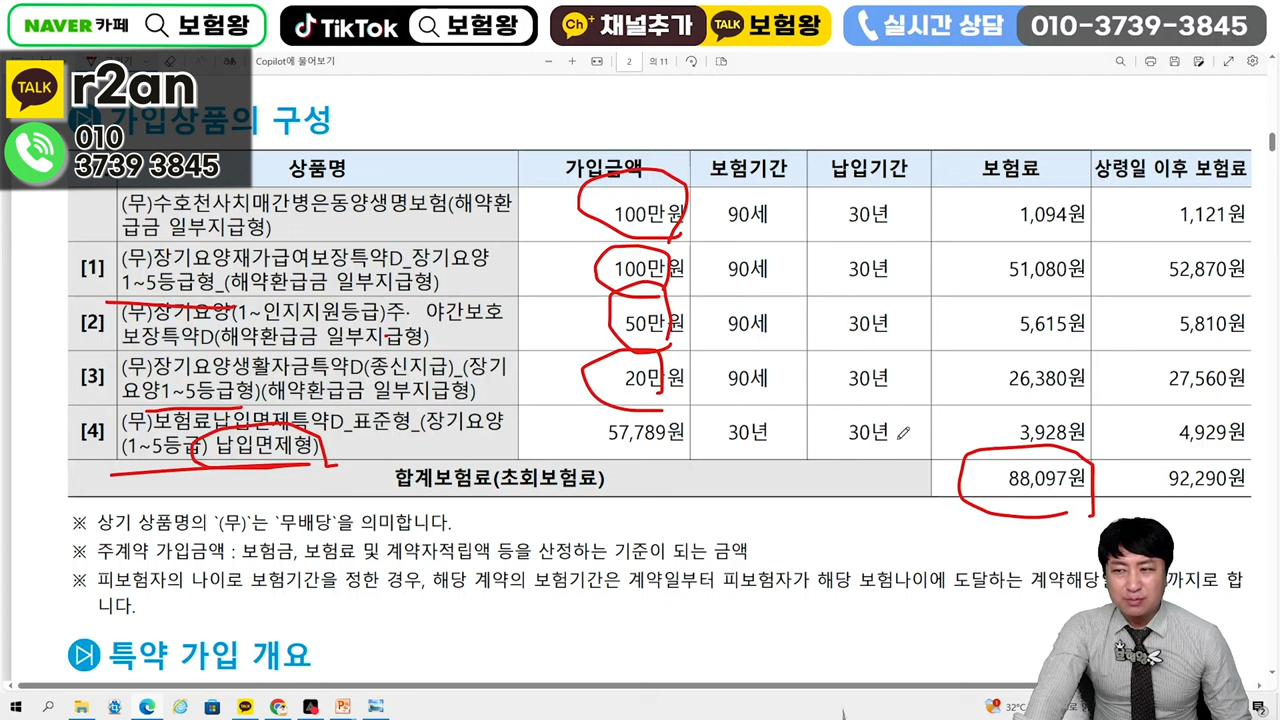 NAVER 카페 보험왕
TikTok 보험왕
Ch+ 채널추가 TALK 보험왕
실시간 상담 010-3739-3845
Copilot에 물어보기
2 의 11
TALK r2an
010
3739 3845
가입상품의 구성
상품명 가입금액 보험기간 납입기간 보험료 상령일 이후 보험료
(무)수호천사치매간병은동양생명보험(해약환
급금 일부지급형)
100만원 90세 30년 1,094원 1,121원
[1] (무)장기요양재가급여보장특약D_장기요양
1~5등급형_(해약환급금 일부지급형)
100만원 90세 30년 51,080원 52,870원
[2] (무)장기요양(1~인지지원등급)주· 야간보호
보장특약D(해약환급금 일부지급형)
50만원 90세 30년 5,615원 5,810원
[3] (무)장기요양생활자금특약D(종신지급)_(장기
요양1~5등급형)(해약환급금 일부지급형)
20만원 90세 30년 26,380원 27,560원
[4] (무)보험료납입면제특약D_표준형_(장기요양
(1~5등급) 납입면제형)
57,789원 30년 30년 3,928원 4,929원
합계보험료(초회보험료) 88,097원 92,290원
※ 상기 상품명의 `(무)`는 `무배당`을 의미합니다.
※ 주계약 가입금액 : 보험금, 보험료 및 계약자적립액 등을 산정하는 기준이 되는 금액
※ 피보험자의 나이로 보험기간을 정한 경우, 해당 계약의 보험기간은 계약일부터 피보험자가 해당 보험나이에 도달하는 계약해당 까지로 합
니다.
특약 가입 개요
32°C